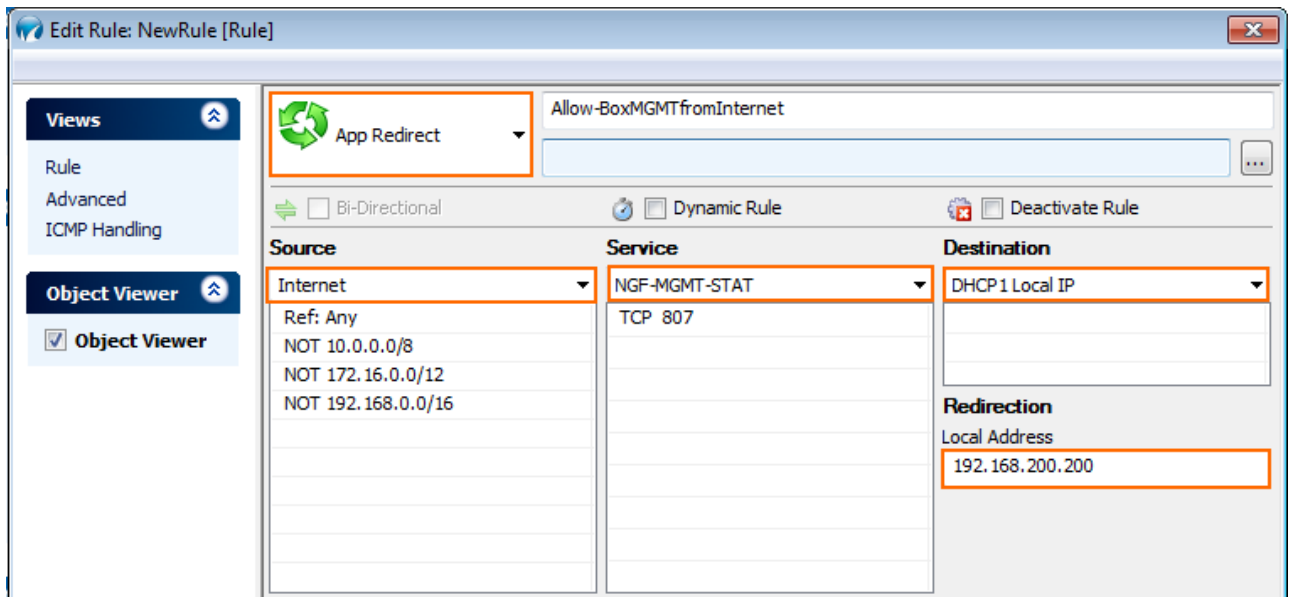 Edit Rule: NewRule [Rule]
Views
Rule
Advanced
ICMP Handling
Object Viewer
Object Viewer
App Redirect
Allow-BoxMGMTfromInternet
...
Bi-Directional
Dynamic Rule
Deactivate Rule
Source
Internet
Ref: Any
NOT 10.0.0.0/8
NOT 172.16.0.0/12
NOT 192.168.0.0/16
Service
NGF-MGMT-STAT
TCP 807
Destination
DHCP1 Local IP
Redirection
Local Address
192.168.200.200